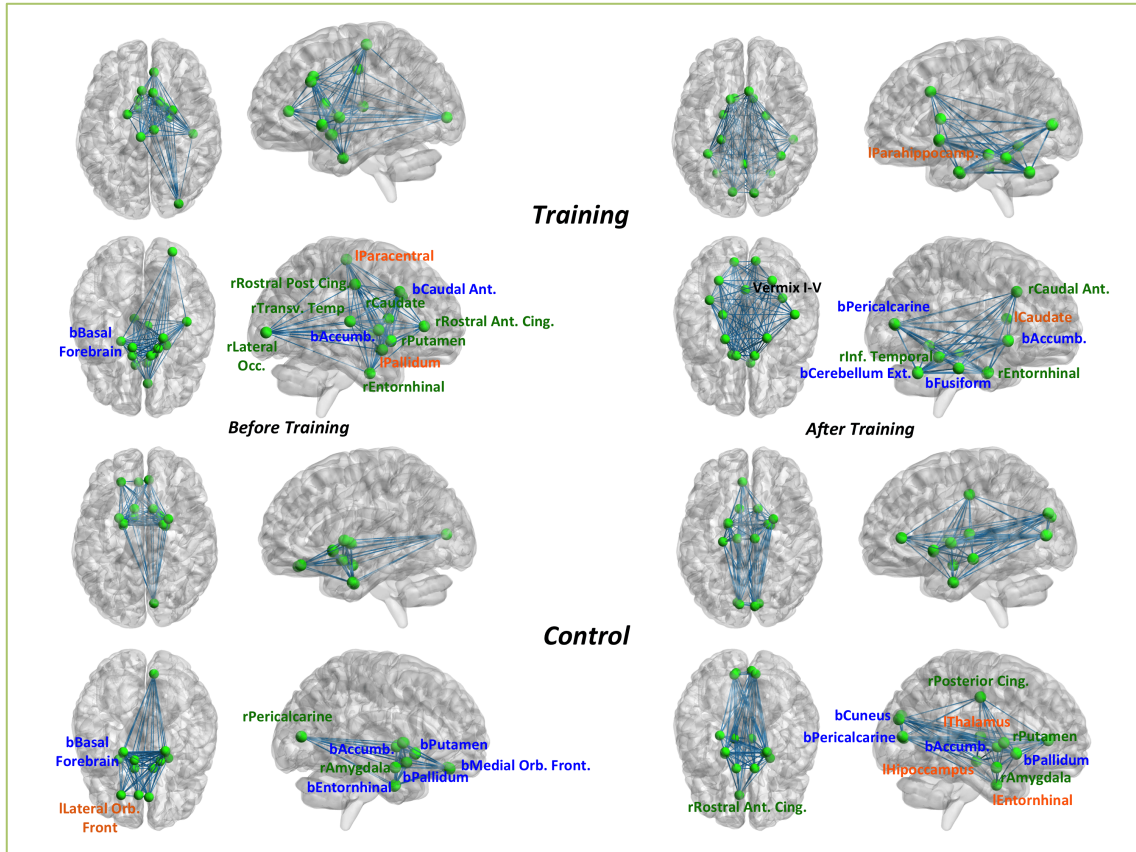 lParahippocamp.
Training
lParacentral
rRostral Post Cing.
bCaudal Ant.
rCaudate
rTransv. Temp
rRostral Ant. Cing.
bBasal
Forebrain
bAccumb.
rPutamen
rLateral
Occ.
lPallidum
rEntornhinal
Vermix I-V
rCaudal Ant.
bPericalcarine
lCaudate
bAccumb.
rInf. Temporal
bCerebellum Ext.
rEntornhinal
bFusiform
Before Training
After Training
Control
rPericalcarine
bBasal
Forebrain
bAccumb.
bPutamen
rAmygdala
bMedial Orb. Front.
bPallidum
bEntornhinal
lLateral Orb.
Front
rPosterior Cing.
bCuneus
lThalamus
bPericalcarine
rPutamen
bAccumb.
bPallidum
lHipoccampus
rAmygdala
lEntornhinal
rRostral Ant. Cing.